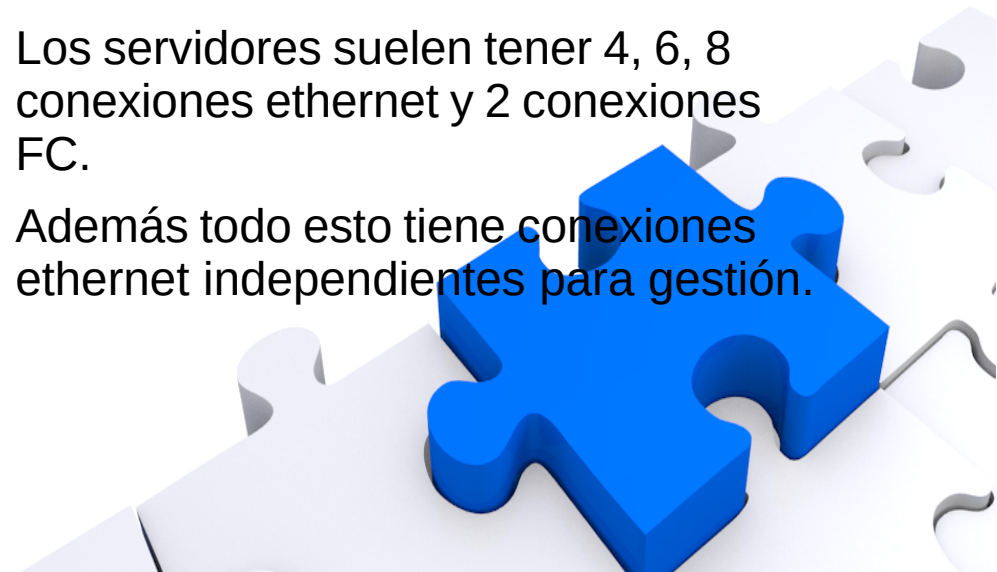 Los servidores suelen tener 4, 6, 8
conexiones ethernet y 2 conexiones
FC.
Además todo esto tiene conexiones
ethernet independientes para gestión.